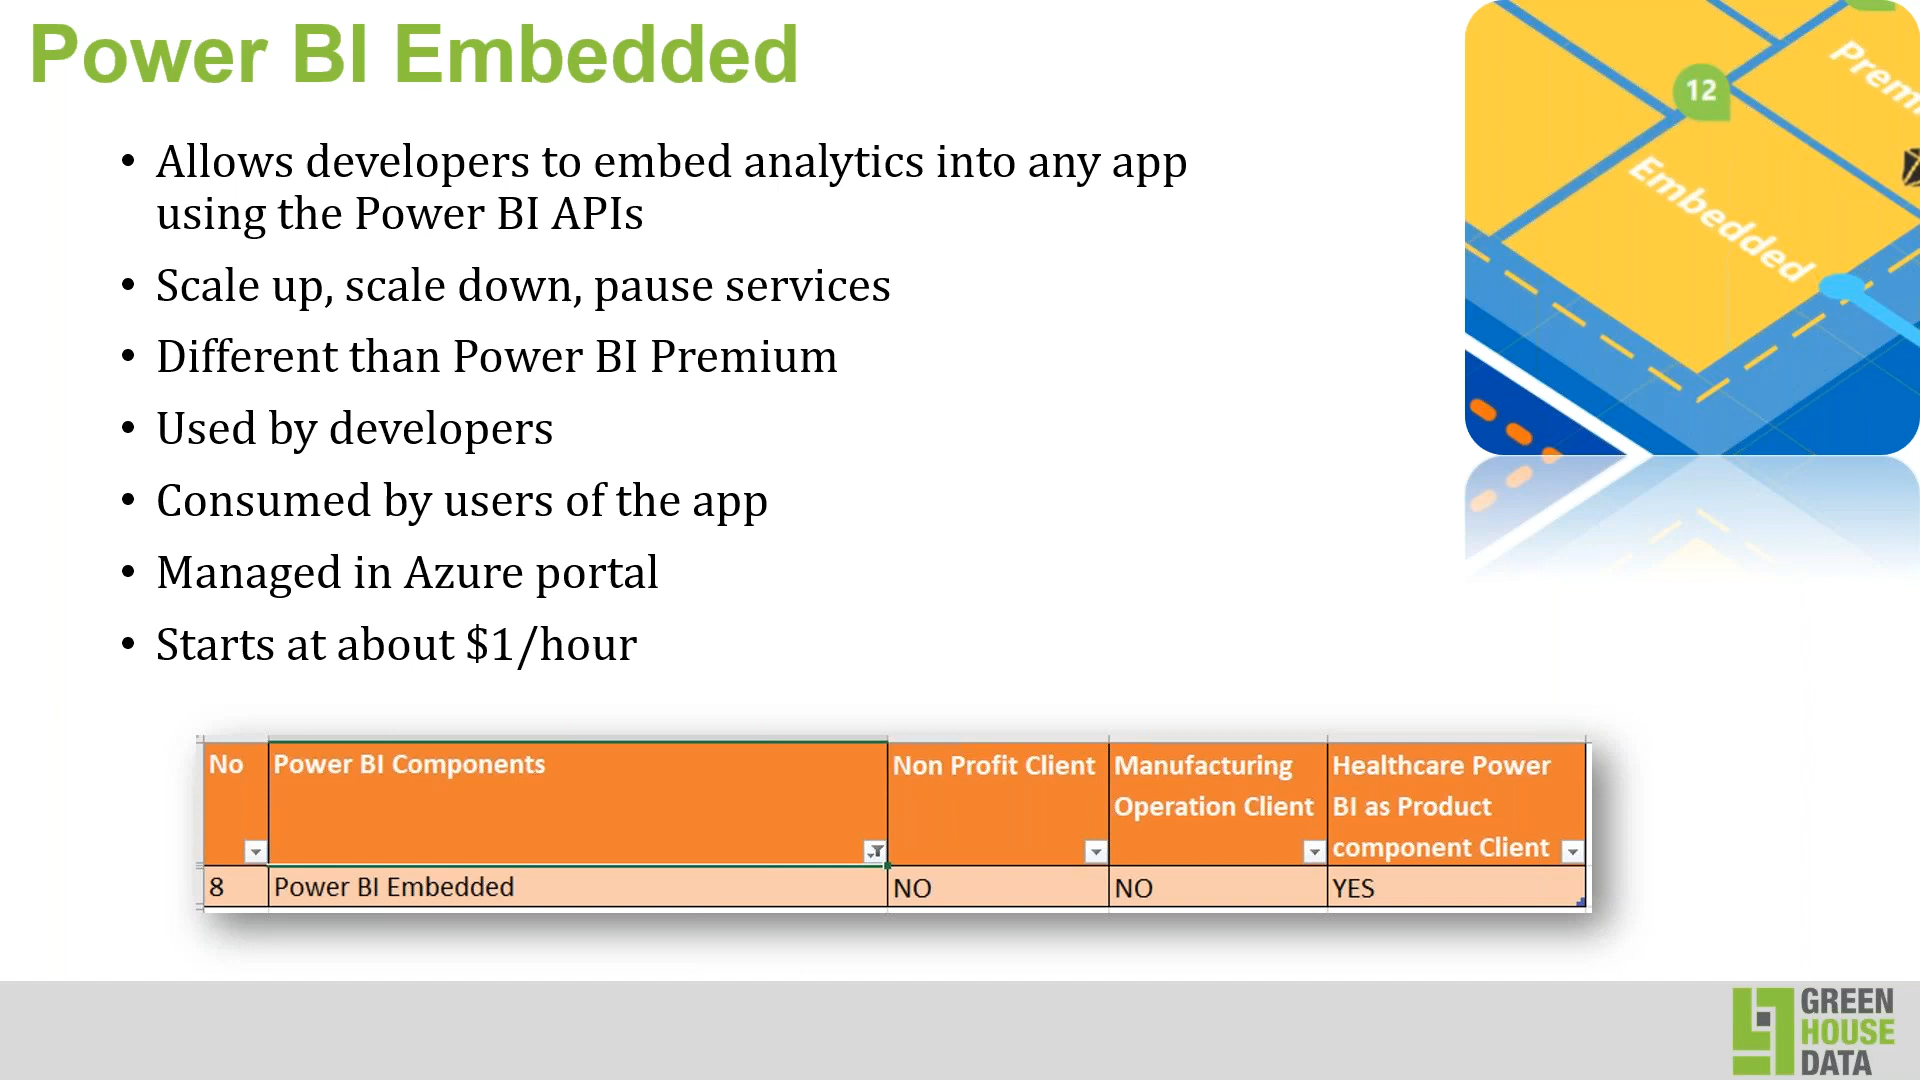 Power BI Embedded
• Allows developers to embed analytics into any app
using the Power BI APIs
• Scale up, scale down, pause services
• Different than Power BI Premium
• Used by developers
• Consumed by users of the app
• Managed in Azure portal
• Starts at about $1/hour
12
Embedded
No
Power BI Components
Non Profit Client
Manufacturing
Operation Client
Healthcare Power
BI as Product
component Client
8
Power BI Embedded
NO
NO
YES
GREEN
HOUSE
DATA